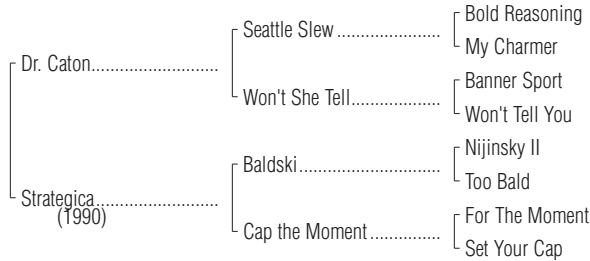 Bold Reasoning
Seattle Slew ......................
My Charmer
Dr. Caton...........................
Banner Sport
Won't She Tell...................
Won't Tell You
Nijinsky II
Baldski..............................
Too Bald
Strategica..........................
(1990)
For The Moment
Cap the Moment...............
Set Your Cap